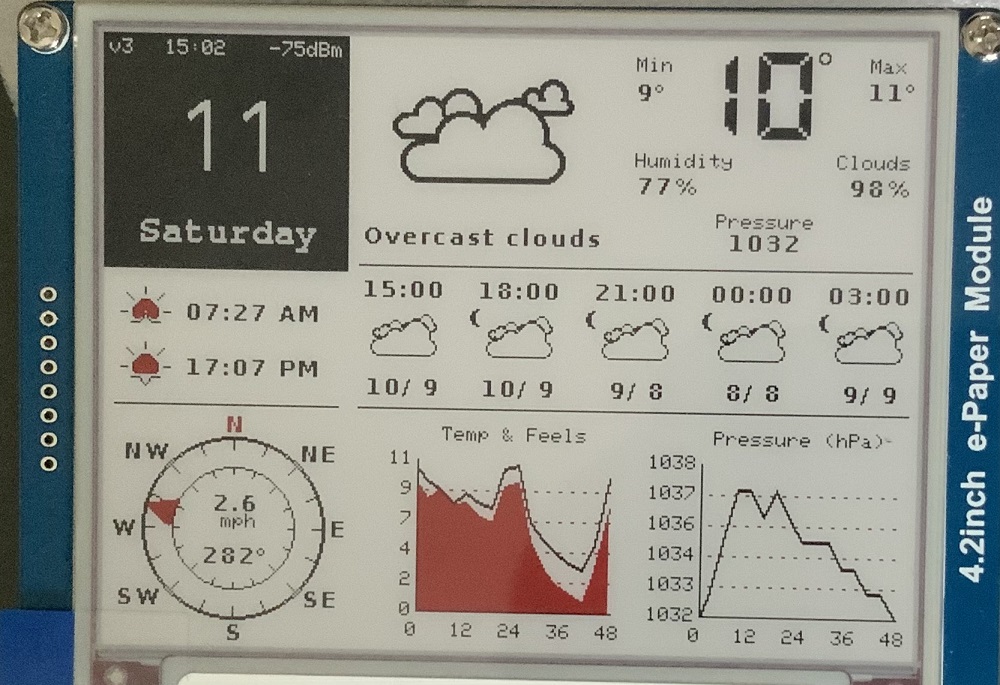 v3 15:02 -75dBm
11
Saturday
07:27 AM
17:07 PM
Min
9°
10°
Max
11°
Humidity
77%
Clouds
98%
Pressure
1032
Overcast clouds
15:00 18:00 21:00 00:00 03:00
10/ 9 10/ 9 9/ 8 8/ 8 9/ 9
N
NW NE
W E
SW SE
S
2.6
mph
282°
Temp & Feels
11
9
7
4
2
0
0 12 24 36 48
Pressure (hPa)
1038
1037
1036
1034
1033
1032
0 12 24 36 48
4.2inch e-Paper Module